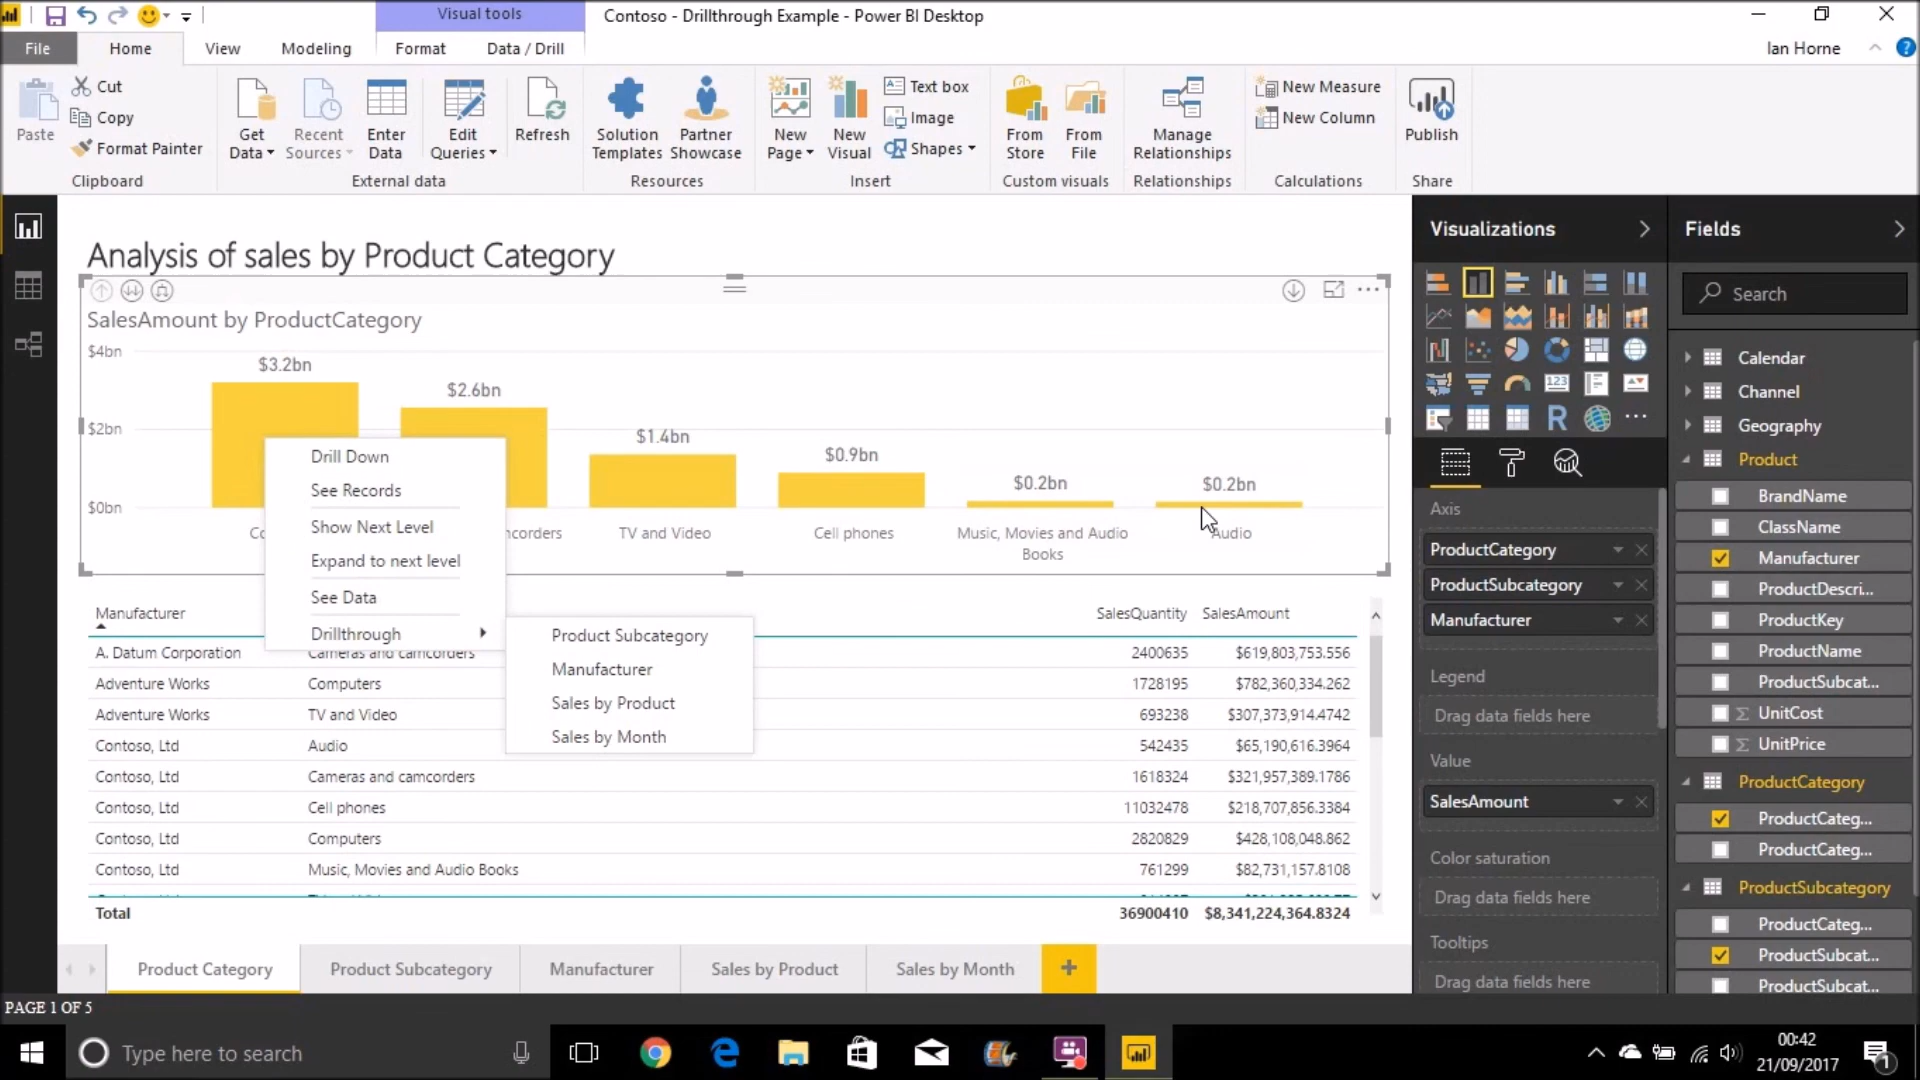 Visual tools
Contoso - Drillthrough Example - Power BI Desktop
File
Home
View
Modeling
Format
Data / Drill
Ian Horne
?
Paste
Cut
Copy
Format Painter
Clipboard
Get Data
Recent Sources
Enter Data
Edit Queries
Refresh
External data
Solution Templates
Partner Showcase
Resources
New Page
New Visual
Text box
Image
Shapes
Insert
From Store
From File
Custom visuals
Manage Relationships
Relationships
New Measure
New Column
Calculations
Publish
Share
Analysis of sales by Product Category
SalesAmount by ProductCategory
$4bn
$2bn
$0bn
$3.2bn
$2.6bn
$1.4bn
$0.9bn
$0.2bn
$0.2bn
Co
ncorders
TV and Video
Cell phones
Music, Movies and Audio
Books
Audio
Drill Down
See Records
Show Next Level
Expand to next level
See Data
Drillthrough
Product Subcategory
Manufacturer
Sales by Product
Sales by Month
Manufacturer SalesQuantity SalesAmount
A. Datum Corporation Cameras and camcorders 2400635 $619,803,753.556
Adventure Works Computers 1728195 $782,360,334.262
Adventure Works TV and Video 693238 $307,373,914.4742
Contoso, Ltd Audio 542435 $65,190,616.3964
Contoso, Ltd Cameras and camcorders 1618324 $321,957,389.1786
Contoso, Ltd Cell phones 11032478 $218,707,856.3384
Contoso, Ltd Computers 2820829 $428,108,048.862
Contoso, Ltd Music, Movies and Audio Books 761299 $82,731,157.8108
Total 36900410 $8,341,224,364.8324
Product Category
Product Subcategory
Manufacturer
Sales by Product
Sales by Month
+
PAGE 1 OF 5
Visualizations
123
R
Axis
ProductCategory
ProductSubcategory
Manufacturer
Legend
Drag data fields here
Value
SalesAmount
Color saturation
Drag data fields here
Tooltips
Drag data fields here
Fields
Search
Calendar
Channel
Geography
Product
BrandName
ClassName
Manufacturer
ProductDescri...
ProductKey
ProductName
ProductSubcat...
Σ UnitCost
Σ UnitPrice
ProductCategory
ProductCateg...
ProductCateg...
ProductSubcategory
ProductCateg...
ProductSubcat...
ProductSubcat...
Type here to search
00:42
21/09/2017
1